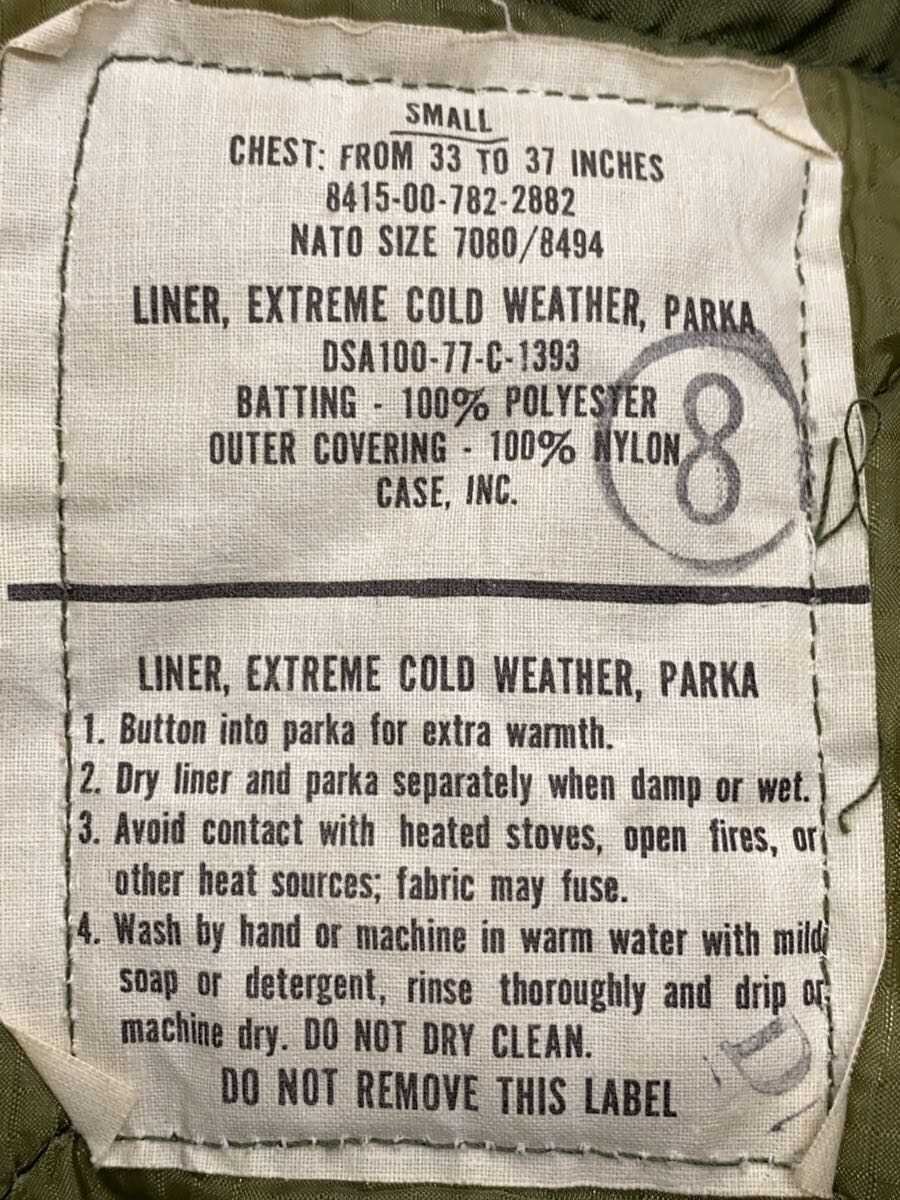 SMALL
CHEST: FROM 33 TO 37 INCHES
8415-00-782-2882
NATO SIZE 7080/8494
LINER, EXTREME COLD WEATHER, PARKA
DSA100-77-C-1393
BATTING - 100% POLYESTER
OUTER COVERING - 100% NYLON
CASE, INC.
8
LINER, EXTREME COLD WEATHER, PARKA
1. Button into parka for extra warmth.
2. Dry liner and parka separately when damp or wet.
3. Avoid contact with heated stoves, open fires, or
other heat sources; fabric may fuse.
4. Wash by hand or machine in warm water with mild
soap or detergent, rinse thoroughly and drip or
machine dry. DO NOT DRY CLEAN.
DO NOT REMOVE THIS LABEL
D